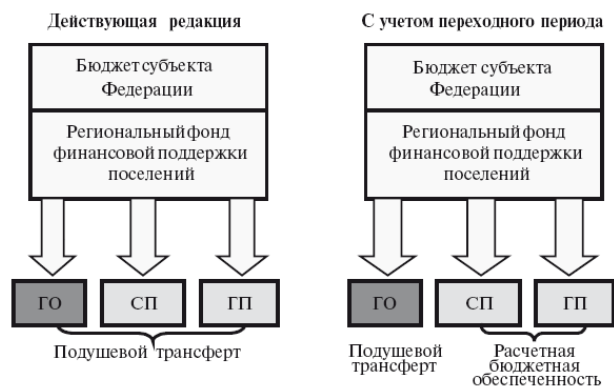 Действующая редакция
Бюджет субъекта
Федерации
Региональный фонд
финансовой поддержки
поселений
ГО
СП
ГП
Подушевой трансферт
С учетом переходного периода
Бюджет субъекта
Федерации
Региональный фонд
финансовой поддержки
поселений
ГО
СП
ГП
Подушевой
трансферт
Расчетная
бюджетная
обеспеченность